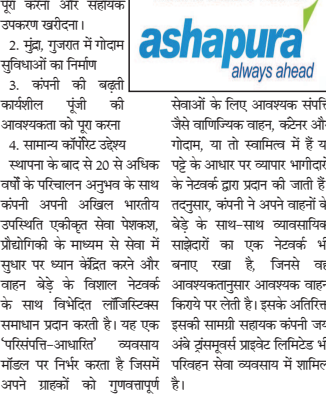 पूरा करना और सहायक
उपकरण खरीदना।
2. मुंद्रा, गुजरात में गोदाम
सुविधाओं का निर्माण
3. कंपनी की बढ़ती
कार्यशील पूंजी की
आवश्यकता को पूरा करना
4. सामान्य कॉर्पोरेट उद्देश्य
स्थापना के बाद से 20 से अधिक
वर्षों के परिचालन अनुभव के साथ
कंपनी अपनी अखिल भारतीय
उपस्थिति एकीकृत सेवा पेशकश,
प्रौद्योगिकी के माध्यम से सेवा में
सुधार पर ध्यान केंद्रित करने और
वाहन बेड़े के विशाल नेटवर्क
के साथ विभेदित लॉजिस्टिक्स
समाधान प्रदान करती है। यह एक
'परिसंपत्ति-आधारित' व्यवसाय
मॉडल पर निर्भर करता है जिसमें
अपने ग्राहकों को गुणवत्तापूर्ण
ashapura
always ahead
सेवाओं के लिए आवश्यक संपत्ति
जैसे वाणिज्यिक वाहन, कंटेनर और
गोदाम, या तो स्वामित्व में हैं या
पट्टे के आधार पर व्यापार भागीदारों
के नेटवर्क द्वारा प्रदान की जाती हैं।
तदनुसार, कंपनी ने अपने वाहनों के
बेड़े के साथ-साथ व्यावसायिक
साझेदारों का एक नेटवर्क भी
बनाए रखा है, जिनसे वह
आवश्यकतानुसार आवश्यक वाहन
किराये पर लेती है। इसके अतिरिक्त
इसकी सामग्री सहायक कंपनी जय
अंबे ट्रांसमूवर्स प्राइवेट लिमिटेड भी
परिवहन सेवा व्यवसाय में शामिल
है।